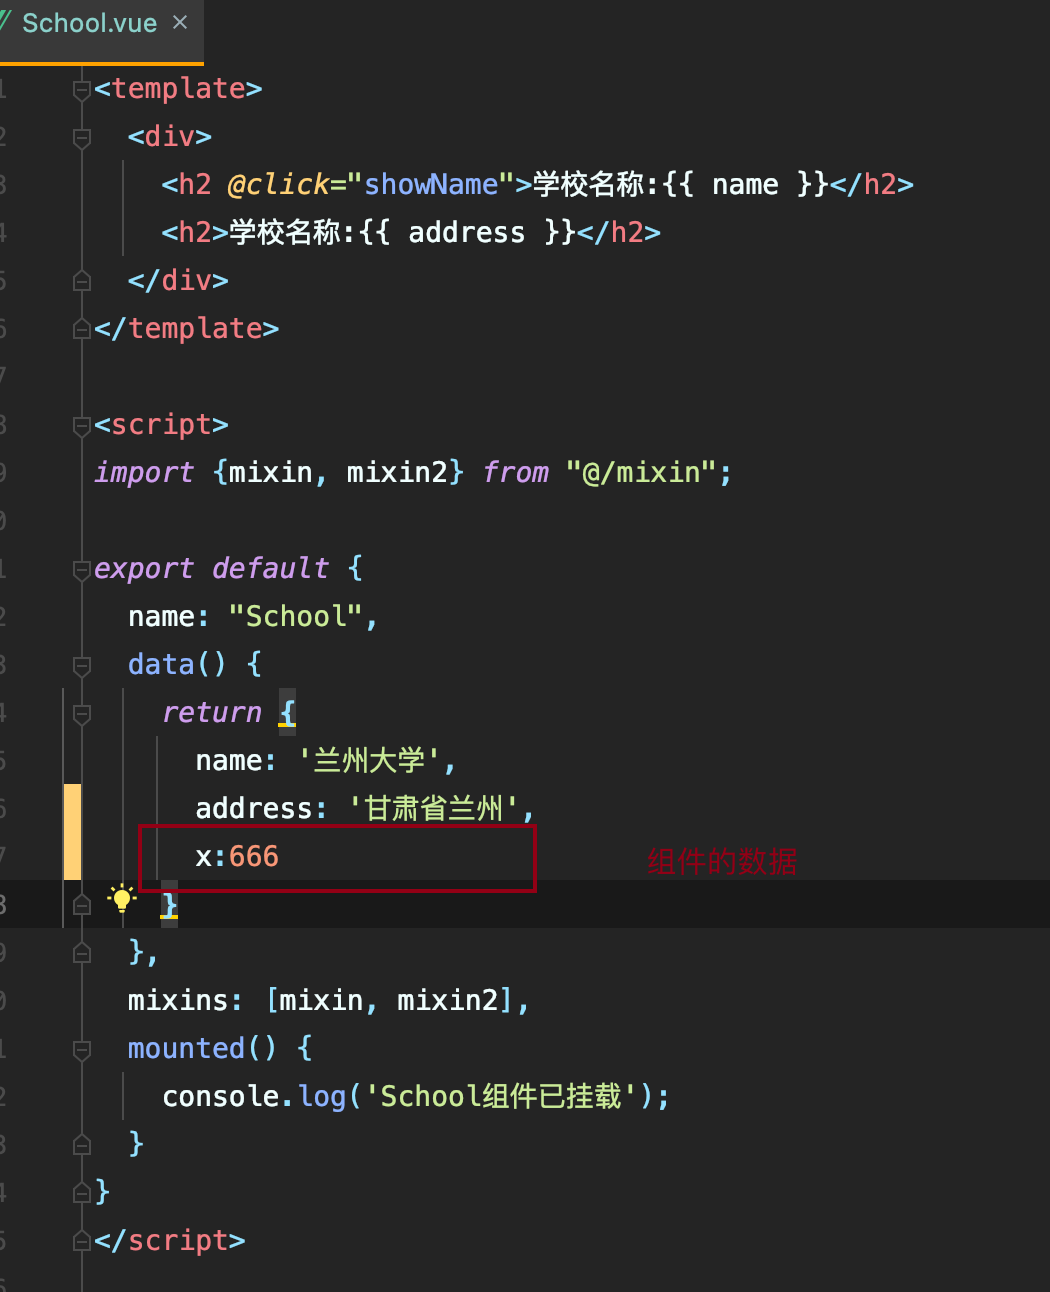 School.vue ×
<template>
<div>
<h2 @click="showName">学校名称:{{ name }}</h2>
<h2>学校名称:{{ address }}</h2>
</div>
</template>
<script>
import {mixin, mixin2} from "@/mixin";
export default {
name: "School",
data() {
return {
name: '兰州大学',
address: '甘肃省兰州',
x:666 组件的数据
}
},
mixins: [mixin, mixin2],
mounted() {
console.log('School组件已挂载');
}
}
</script>